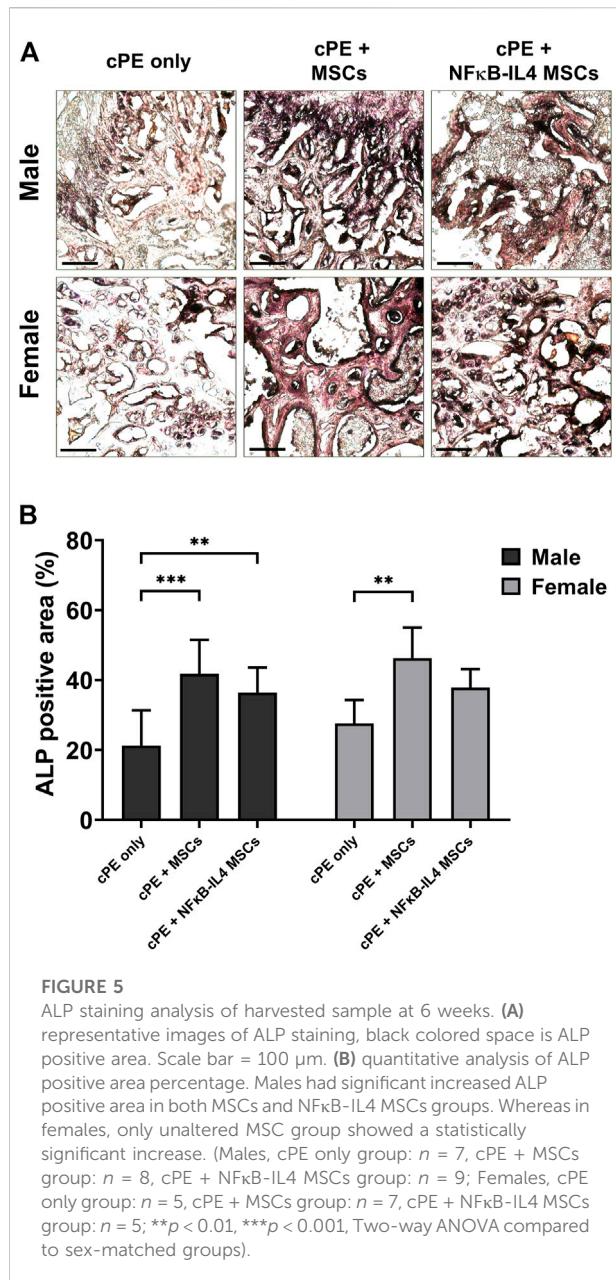 A
cPE only
cPE +
MSCs
cPE +
NFκB-IL4 MSCs
Male
Female
B
ALP positive area (%)
80
60
40
20
0
**
***
**
Male
Female
cPE only
cPE + MSCs
cPE + NFκB-IL4 MSCs
cPE only
cPE + MSCs
cPE + NFκB-IL4 MSCs
FIGURE 5
ALP staining analysis of harvested sample at 6 weeks. (A)
representative images of ALP staining, black colored space is ALP
positive area. Scale bar = 100 μm. (B) quantitative analysis of ALP
positive area percentage. Males had significant increased ALP
positive area in both MSCs and NFκB-IL4 MSCs groups. Whereas in
females, only unaltered MSC group showed a statistically
significant increase. (Males, cPE only group: n = 7, cPE + MSCs
group: n = 8, cPE + NFκB-IL4 MSCs group: n = 9; Females, cPE
only group: n = 5, cPE + MSCs group: n = 7, cPE + NFκB-IL4 MSCs
group: n = 5; **p < 0.01, ***p < 0.001, Two-way ANOVA compared
to sex-matched groups).